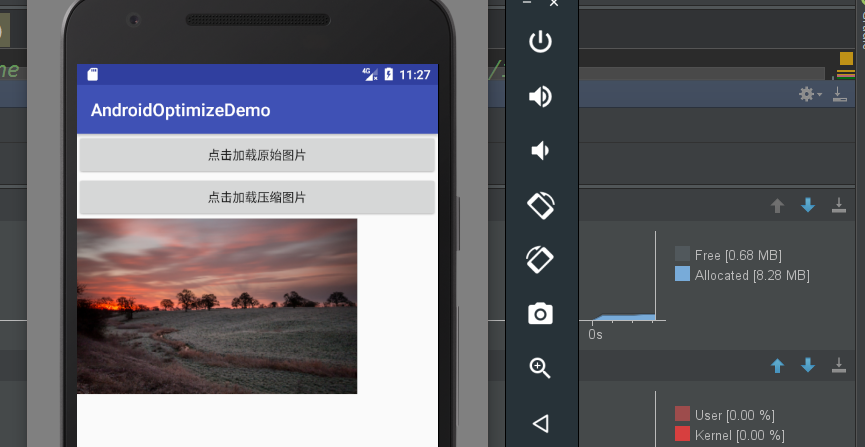 4G
11:27
AndroidOptimizeDemo
点击加载原始图片
点击加载压缩图片
Free [0.68 MB]
Allocated [8.28 MB]
0s
User [0.00 %]
Kernel [0.00 %]